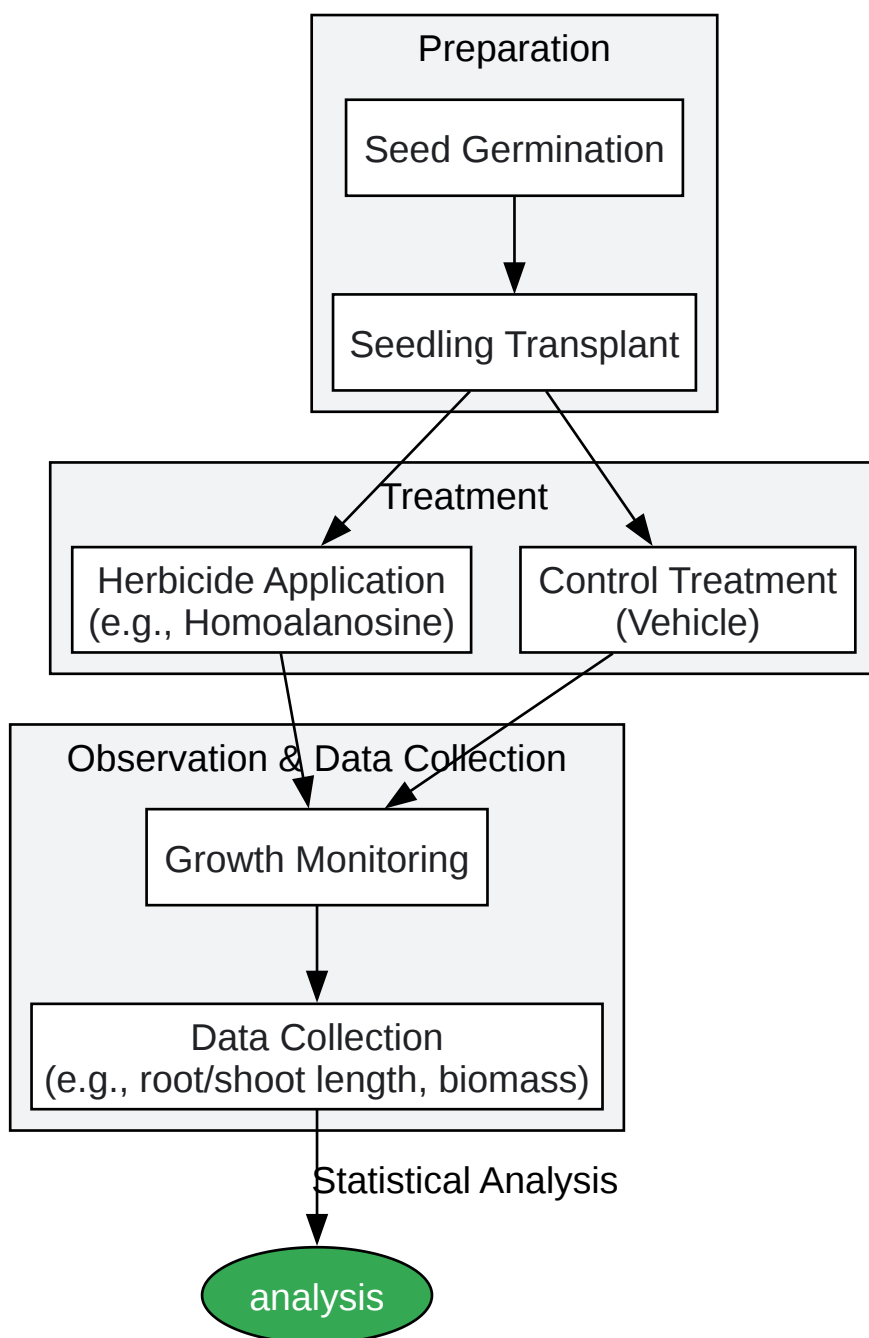 Preparation
Seed Germination
Seedling Transplant
Treatment
Herbicide Application
(e.g., Homoalanosine)
Control Treatment
(Vehicle)
Observation & Data Collection
Growth Monitoring
Data Collection
(e.g., root/shoot length, biomass)
Statistical Analysis
analysis